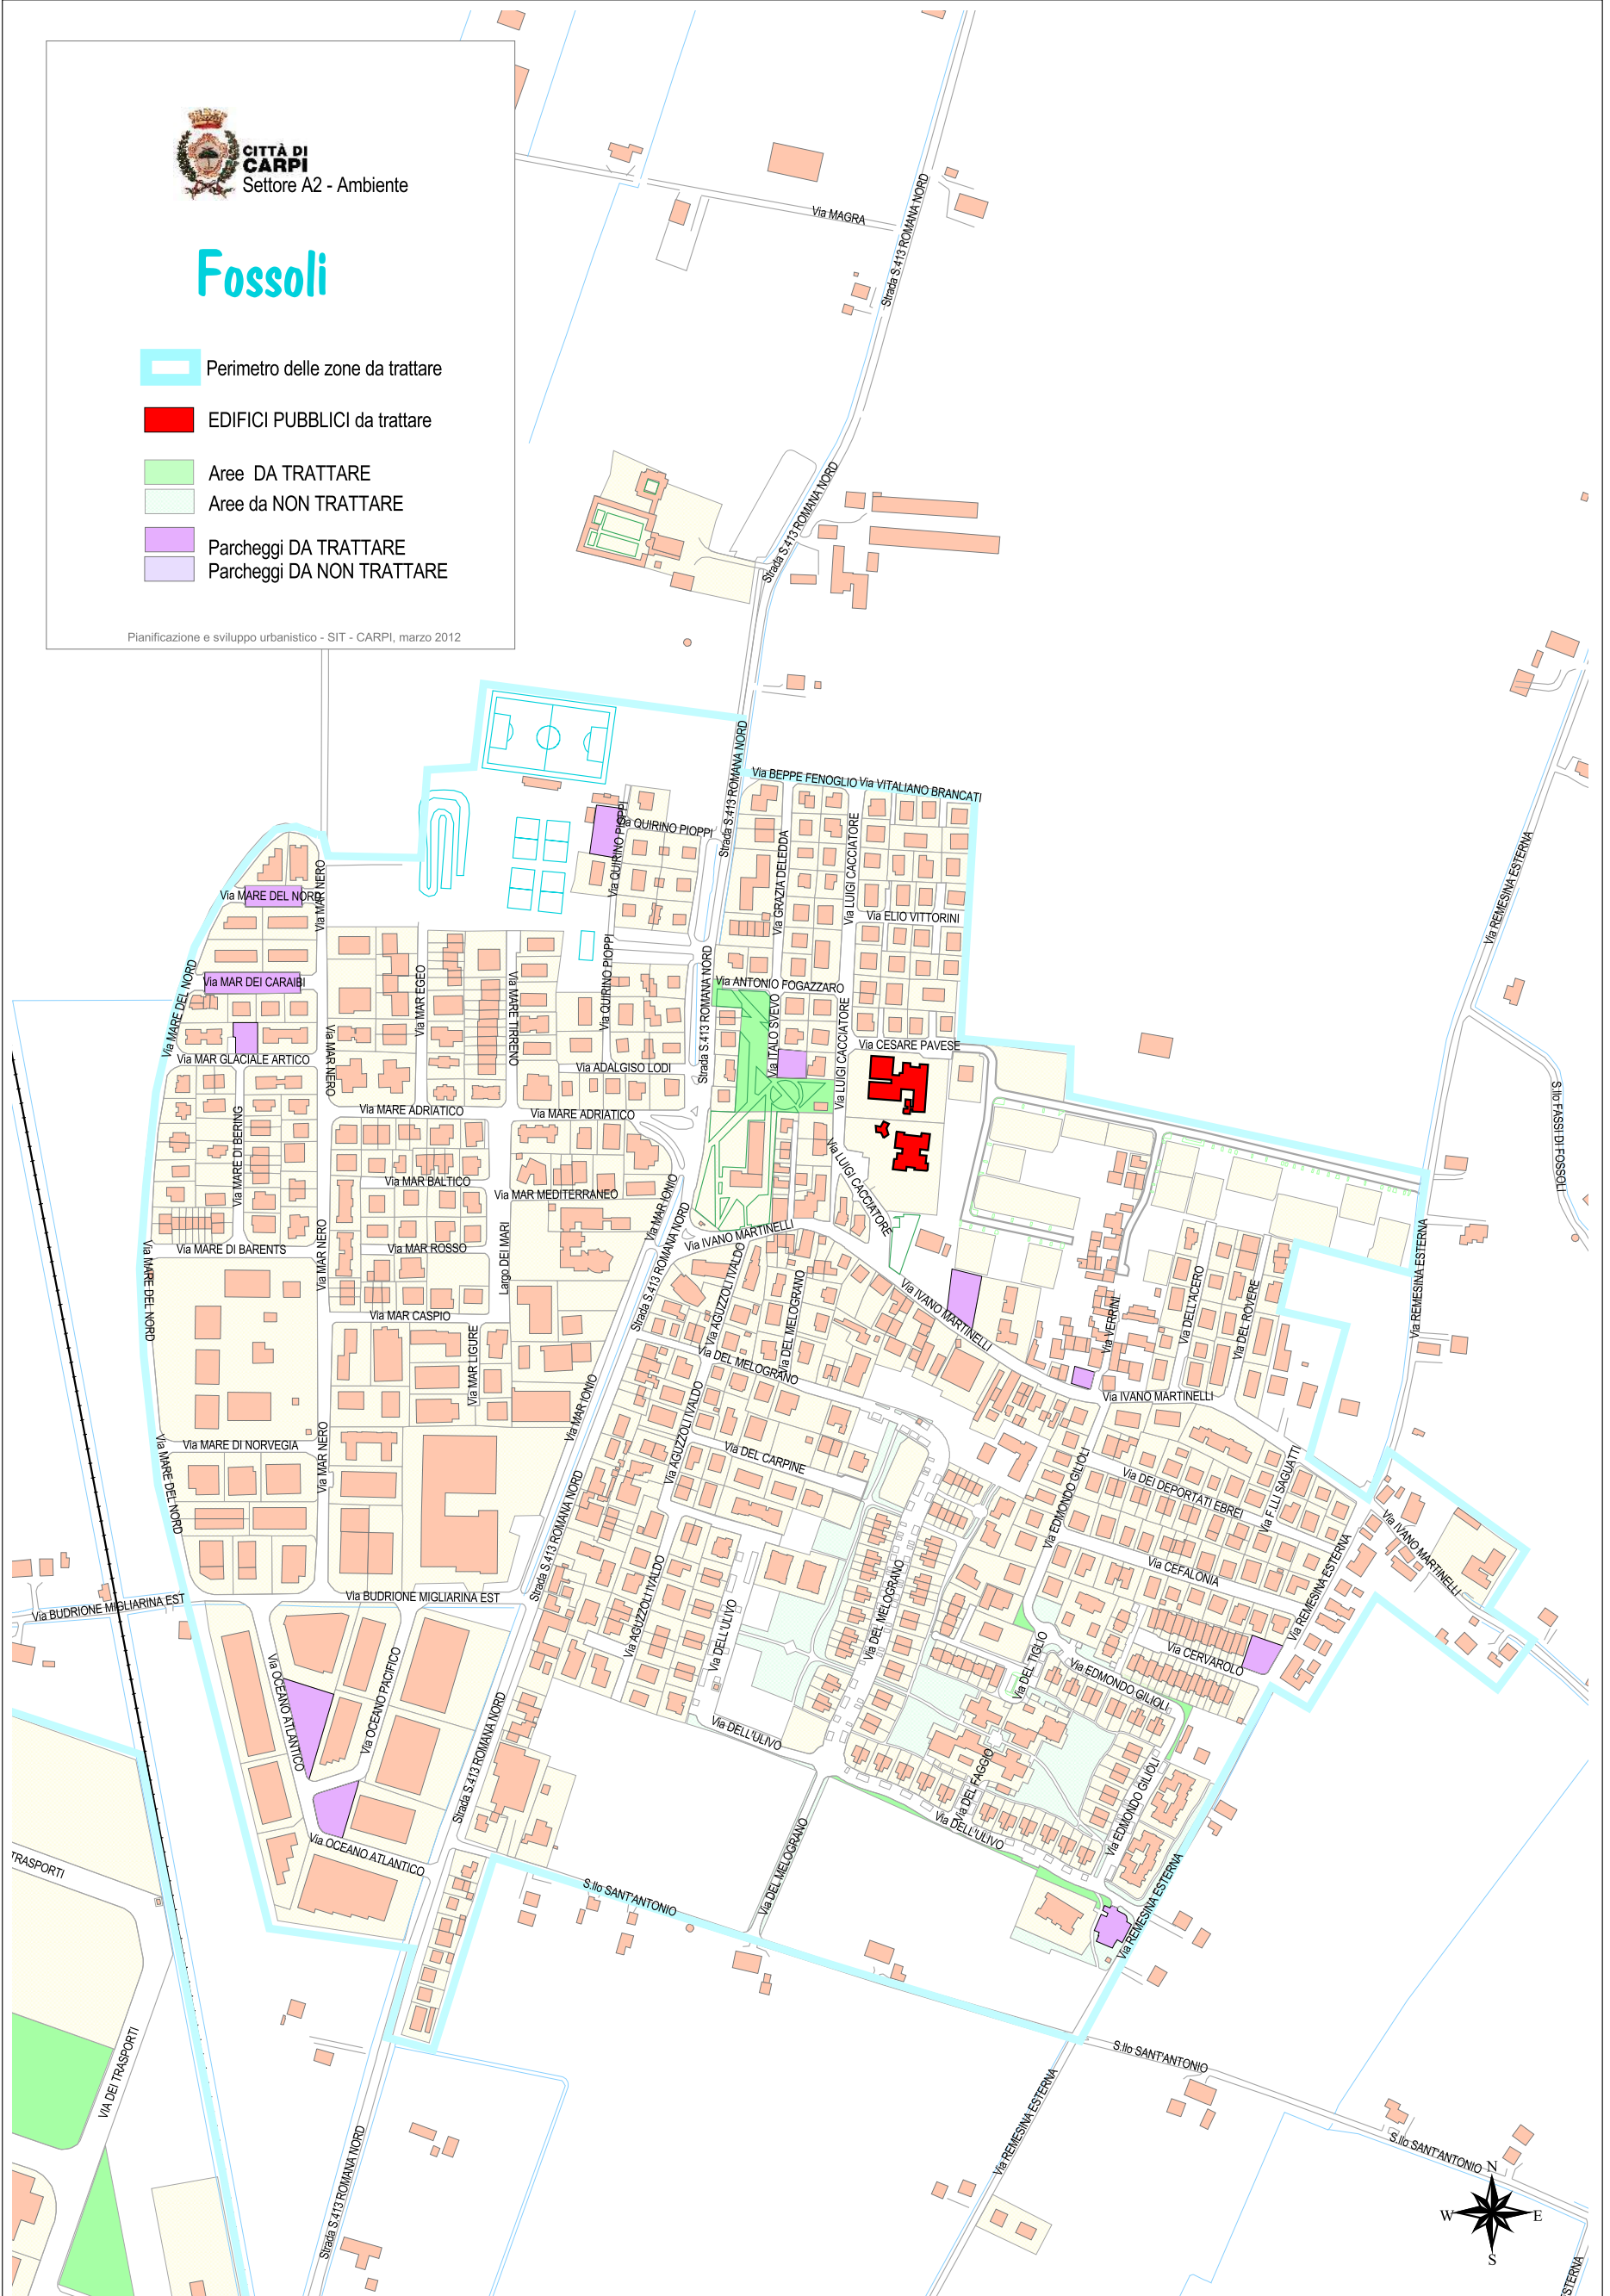 CITTÀ DI
CARPI
Settore A2 - Ambiente
Fossoli
Perimetro delle zone da trattare
EDIFICI PUBBLICI da trattare
Aree DA TRATTARE
Aree da NON TRATTARE
Parcheggi DA TRATTARE
Parcheggi DA NON TRATTARE
Pianificazione e sviluppo urbanistico - SIT - CARPI, marzo 2012
Via MAGRA
Strada S.413 ROMANA NORD
Strada S.413 ROMANA NORD
Strada S.413 ROMANA NORD
Via BEPPE FENOGLIO
Via VITALIANO BRANCATI
Via QUIRINO PIOPPI
Via QUIRINO PIOPPI
Via GRAZIA DELEDDA
Via LUIGI CACCIATORE
Via REMESINA ESTERNA
Via MARE DEL NORD
Via MAR NERO
Via ELIO VITTORINI
Via MAR DEI CARAIBI
Via MARE DEL NORD
Via MAR EGEO
Via MARE TIRRENO
Via QUIRINO PIOPPI
Strada S.413 ROMANA NORD
Via ANTONIO FOGAZZARO
Via ITALO SVEVO
Via LUIGI CACCIATORE
Via CESARE PAVESE
Via MAR GLACIALE ARTICO
Via MAR NERO
Via ADALGISO LODI
S.llo FASSI DI FOSSOLI
Via MARE DI BERING
Via MARE ADRIATICO
Via MARE ADRIATICO
Via MAR BALTICO
Via MAR MEDITERRANEO
Via MAR IONIO
Via LUIGI CACCIATORE
Via MARE DI BARENTS
Via MAR NERO
Via MAR ROSSO
Largo DEI MARI
Via IVANO MARTINELLI
Strada S.413 ROMANA NORD
Via MARE DEL NORD
Via MAR CASPIO
Via AGUZZOLI IVALDO
Via DEL MELOGRANO
Via IVANO MARTINELLI
Via VERRINI
Via DELL'ACERO
Via DEL ROVERE
Via REMESINA ESTERNA
Via MAR LIGURE
Via DEL MELOGRANO
Via IVANO MARTINELLI
Via MAR IONIO
Via AGUZZOLI IVALDO
Via MARE DI NORVEGIA
Via MAR NERO
Via MARE DEL NORD
Via DEL CARPINE
Via EDMONDO GILIOLI
Via DEI DEPORTATI EBREI
Via F.LLI SAGUATTI
Via IVANO MARTINELLI
Strada S.413 ROMANA NORD
Via CEFALONIA
Via REMESINA ESTERNA
Via BUDRIONE MIGLIARINA EST
Via BUDRIONE MIGLIARINA EST
Via AGUZZOLI IVALDO
Via DELL'ULIVO
Via DEL MELOGRANO
Via DEL TIGLIO
Via EDMONDO GILIOLI
Via CERVAROLO
Via OCEANO ATLANTICO
Via OCEANO PACIFICO
Via DELL'ULIVO
Strada S.413 ROMANA NORD
Via DEL FAGGIO
Via DELL'ULIVO
Via EDMONDO GILIOLI
Via OCEANO ATLANTICO
Via DEL MELOGRANO
S.llo SANT'ANTONIO
Via REMESINA ESTERNA
TRASPORTI
VIA DEI TRASPORTI
S.llo SANT'ANTONIO
Via REMESINA ESTERNA
S.llo SANT'ANTONIO
Strada S.413 ROMANA NORD
N
W
E
S
STERNA